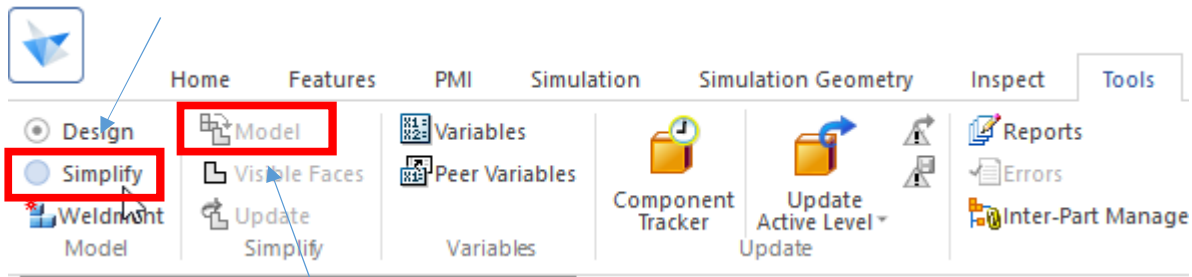 Home Features PMI Simulation Simulation Geometry Inspect Tools
Design Model Variables Reports
Simplify Visible Faces Peer Variables Errors
Weldment Update Component Tracker Update Active Level Inter-Part Manage
Model Simplify Variables Update